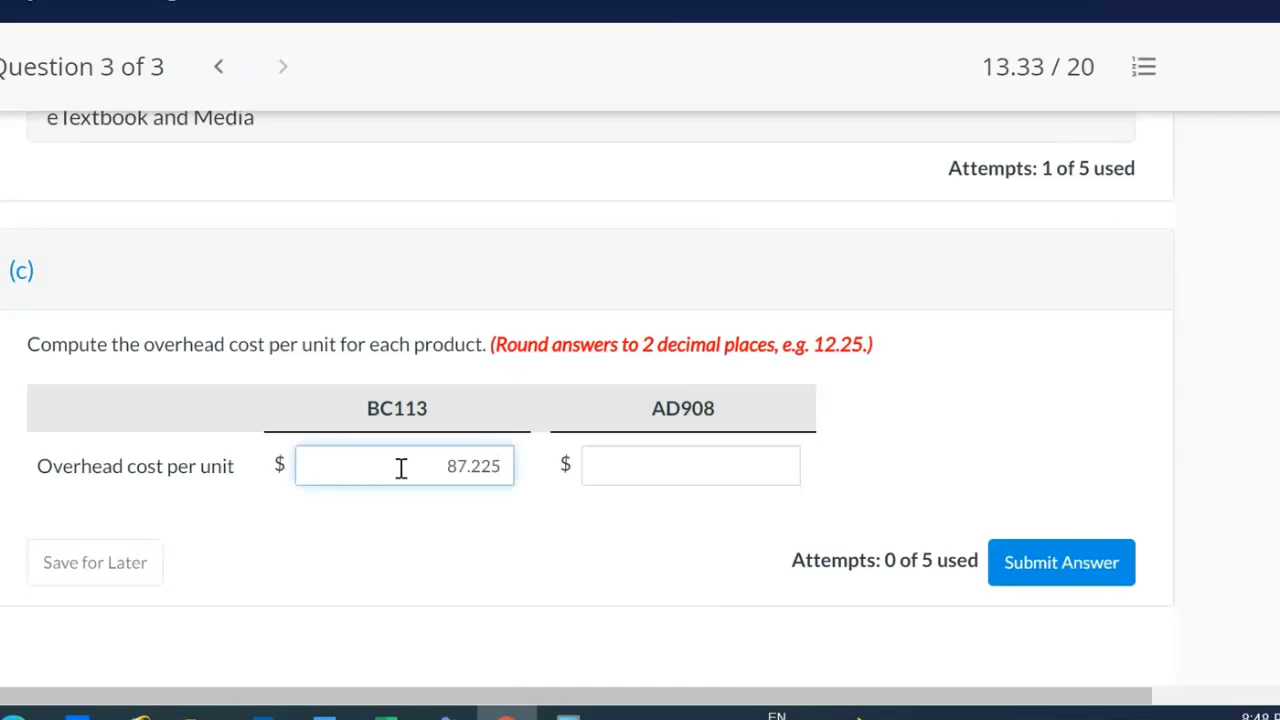 Question 3 of 3
13.33 / 20
eTextbook and Media
Attempts: 1 of 5 used
(c)
Compute the overhead cost per unit for each product. (Round answers to 2 decimal places, e.g. 12.25.)
BC113 AD908
Overhead cost per unit $ 87.225 $
Save for Later
Attempts: 0 of 5 used
Submit Answer
EN